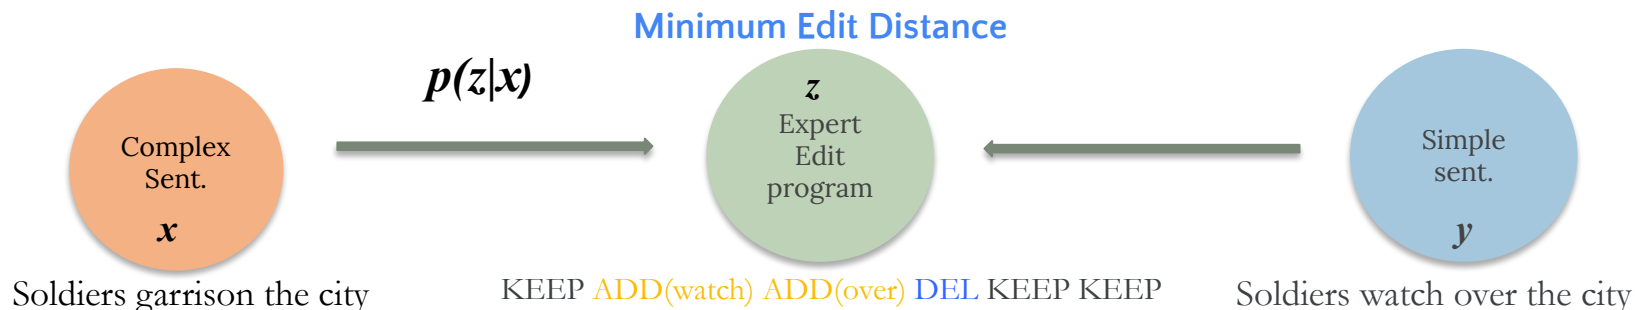 Minimum Edit Distance
p(z|x)
Complex
Sent.
x
Soldiers garrison the city
z
Expert
Edit
program
KEEP ADD(watch) ADD(over) DEL KEEP KEEP
Simple
sent.
y
Soldiers watch over the city